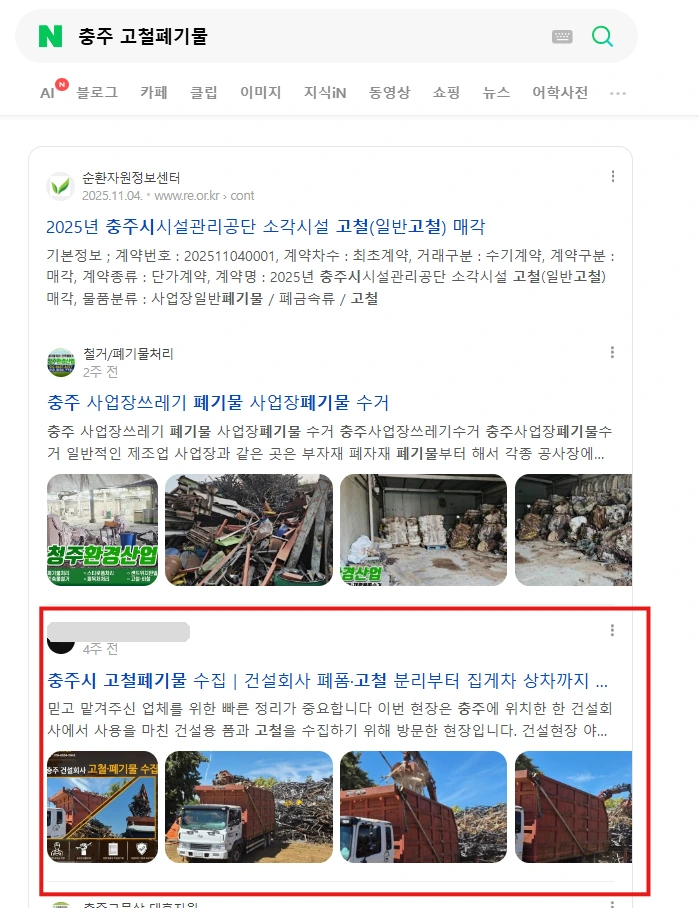 N 충주 고철폐기물
AI N 블로그 카페 클립 이미지 지식iN 동영상 쇼핑 뉴스 어학사전 ···
순환자원정보센터
2025.11.04. · www.re.or.kr › cont
2025년 충주시시설관리공단 소각시설 고철(일반고철) 매각
기본정보 ; 계약번호 : 202511040001, 계약차수 : 최초계약, 거래구분 : 수기계약, 계약구분 :
매각, 계약종류 : 단가계약, 계약명 : 2025년 충주시시설관리공단 소각시설 고철(일반고철)
매각, 물품분류 : 사업장일반폐기물 / 폐금속류 / 고철
철거/폐기물처리
2주 전
충주 사업장쓰레기 폐기물 사업장폐기물 수거
충주 사업장쓰레기 폐기물 사업장폐기물 수거 충주사업장쓰레기수거 충주사업장폐기물수
거 일반적인 제조업 사업장과 같은 곳은 부자재 폐자재 폐기물부터 해서 각종 공사장에...
청주환경산업
경산업
4주 전
충주시 고철폐기물 수집 | 건설회사 폐폼·고철 분리부터 집게차 상차까지 ...
믿고 맡겨주신 업체를 위한 빠른 정리가 중요합니다 이번 현장은 충주에 위치한 한 건설회
사에서 사용을 마친 건설용 폼과 고철을 수집하기 위해 방문한 현장입니다. 건설현장 야...
충주 건설회사 고철·폐기물 수집